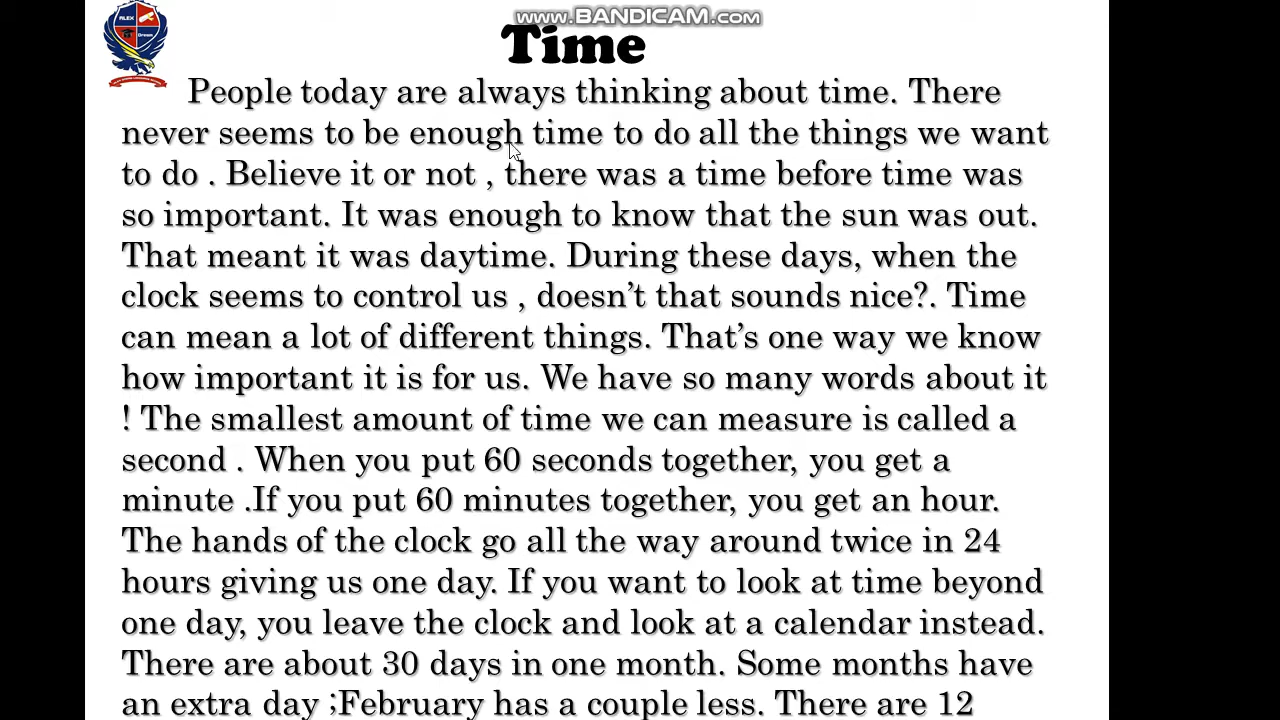 www.BANDICAM.com
ALEX
Dream
Time
People today are always thinking about time. There
never seems to be enough time to do all the things we want
to do . Believe it or not , there was a time before time was
so important. It was enough to know that the sun was out.
That meant it was daytime. During these days, when the
clock seems to control us , doesn’t that sounds nice?. Time
can mean a lot of different things. That’s one way we know
how important it is for us. We have so many words about it
! The smallest amount of time we can measure is called a
second . When you put 60 seconds together, you get a
minute .If you put 60 minutes together, you get an hour.
The hands of the clock go all the way around twice in 24
hours giving us one day. If you want to look at time beyond
one day, you leave the clock and look at a calendar instead.
There are about 30 days in one month. Some months have
an extra day ;February has a couple less. There are 12